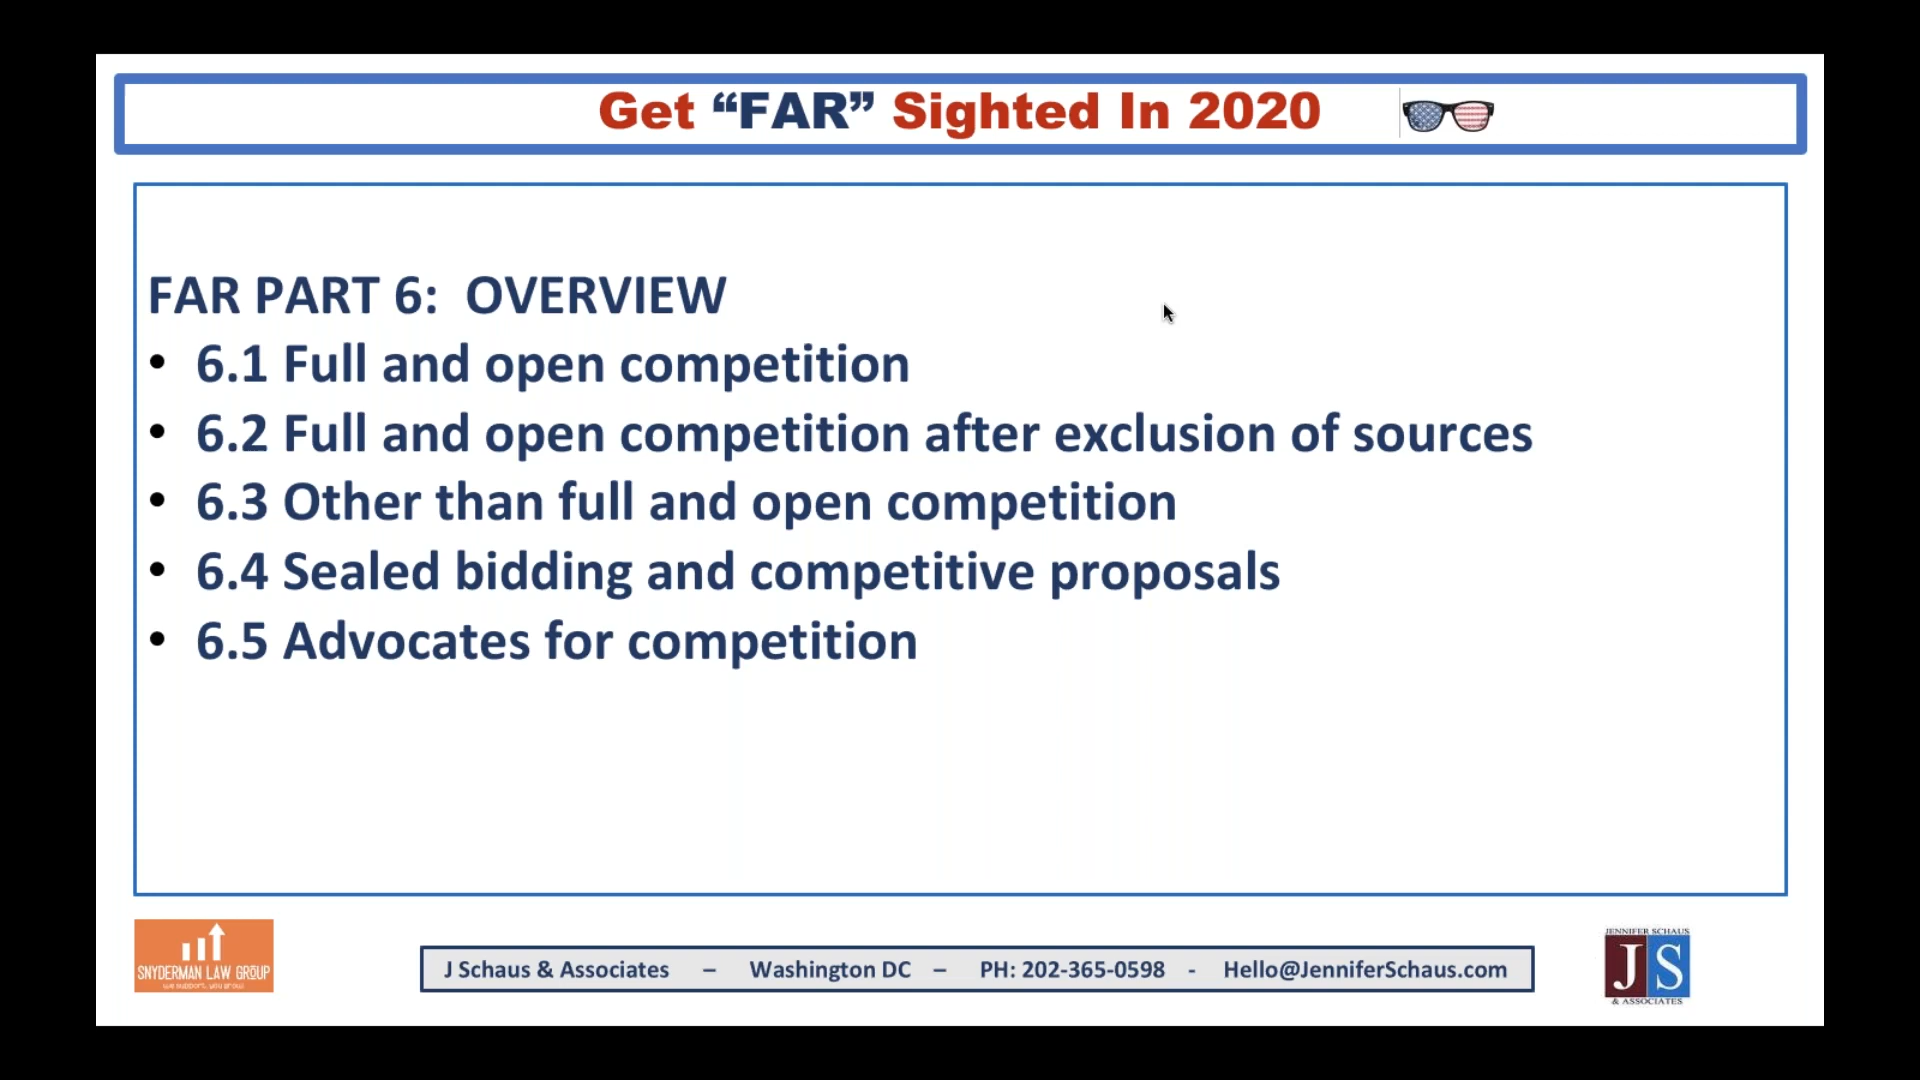 Get “FAR” Sighted In 2020
FAR PART 6: OVERVIEW
• 6.1 Full and open competition
• 6.2 Full and open competition after exclusion of sources
• 6.3 Other than full and open competition
• 6.4 Sealed bidding and competitive proposals
• 6.5 Advocates for competition
SNYDERMAN LAW GROUP
we support, you grow
J Schaus & Associates – Washington DC – PH: 202-365-0598 - Hello@JenniferSchaus.com
JENNIFER SCHAUS
JS
& ASSOCIATES